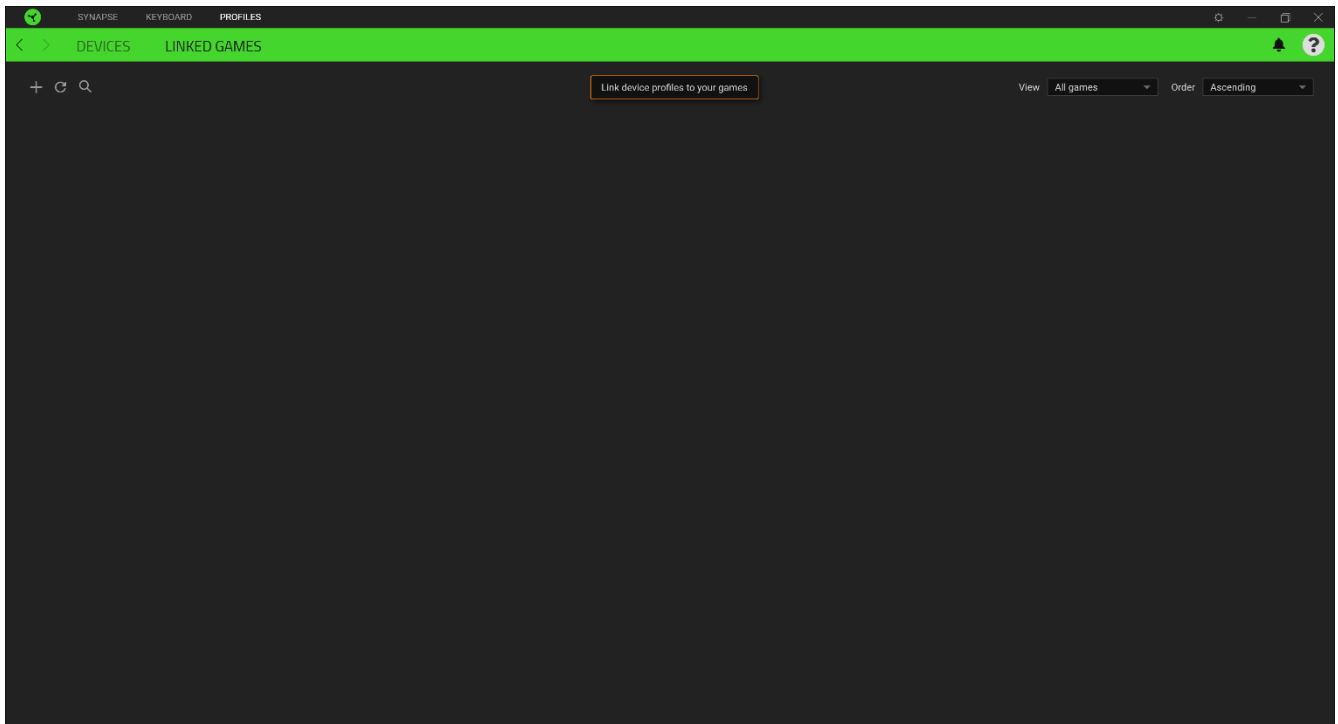 SYNAPSE KEYBOARD PROFILES
DEVICES LINKED GAMES ?
Link device profiles to your games View All games Order Ascending